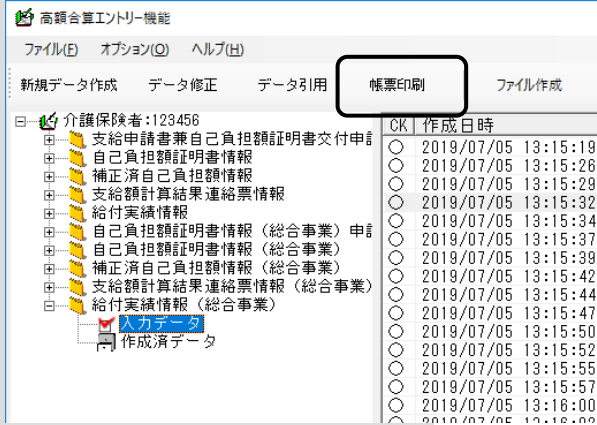 高額合算エントリー機能
ファイル(F) オプション(O) ヘルプ(H)
新規データ作成 データ修正 データ引用 帳票印刷 ファイル作成
介護保険者:123456
支給申請書兼自己負担額証明書交付申請
自己負担額証明書情報
補正済自己負担額情報
支給額計算結果連絡票情報
給付実績情報
自己負担額証明書情報（総合事業）申請
自己負担額証明書情報（総合事業）
補正済自己負担額情報（総合事業）
支給額計算結果連絡票情報（総合事業）
給付実績情報（総合事業）
入力データ
作成済データ
CK 作成日時
○ 2019/07/05 13:15:19
○ 2019/07/05 13:15:26
○ 2019/07/05 13:15:29
○ 2019/07/05 13:15:32
○ 2019/07/05 13:15:34
○ 2019/07/05 13:15:37
○ 2019/07/05 13:15:39
○ 2019/07/05 13:15:42
○ 2019/07/05 13:15:44
○ 2019/07/05 13:15:47
○ 2019/07/05 13:15:50
○ 2019/07/05 13:15:52
○ 2019/07/05 13:15:55
○ 2019/07/05 13:15:57
○ 2019/07/05 13:16:00